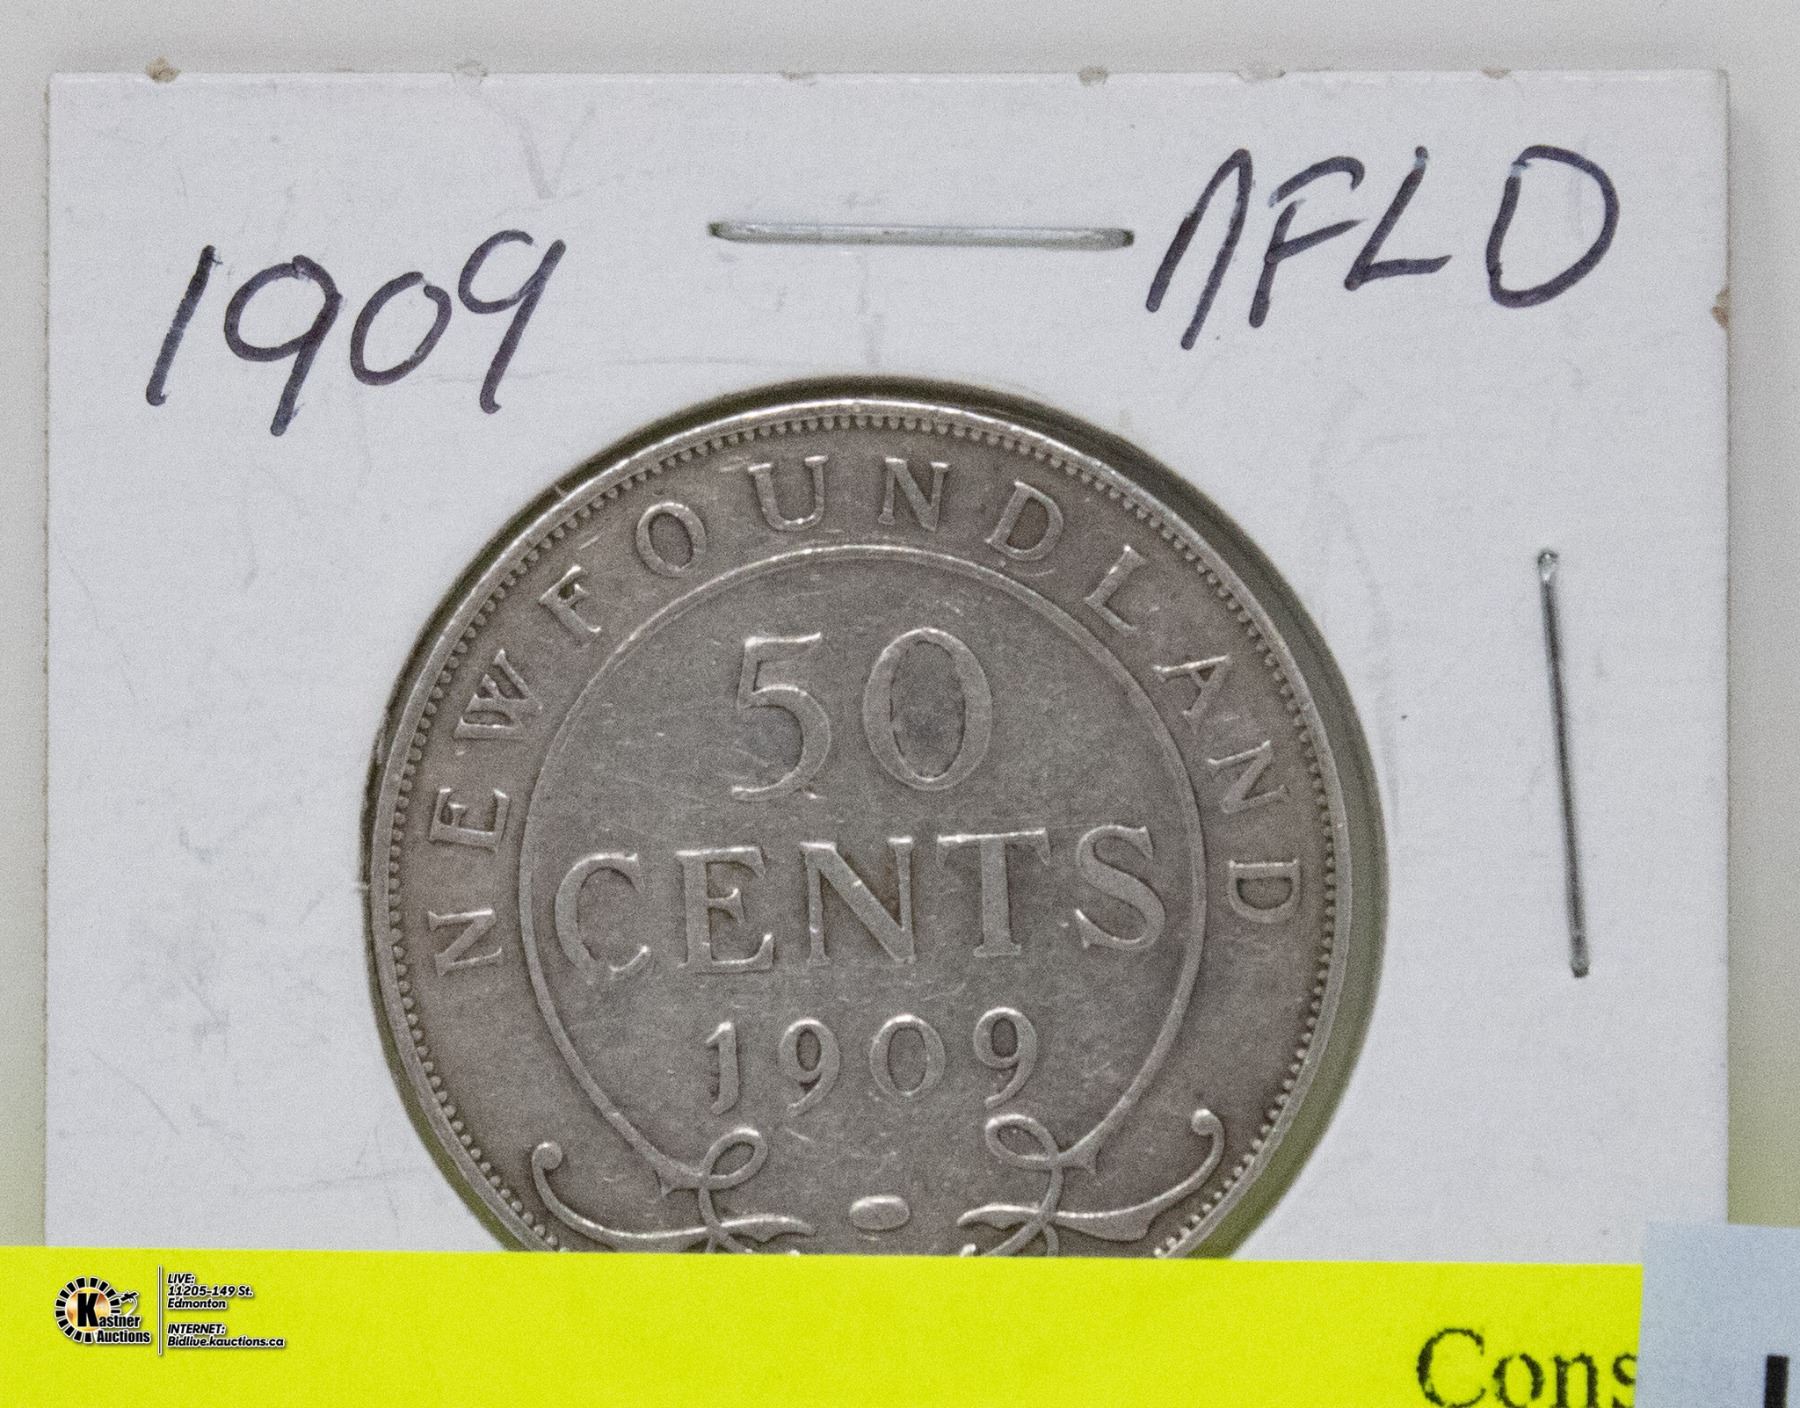 1909
NFLD
NEWFOUNDLAND
50
CENTS
1909
Kastner
Auctions
LIVE:
11205-149 St.
Edmonton
INTERNET:
Bidlive.kauctions.ca
Cons